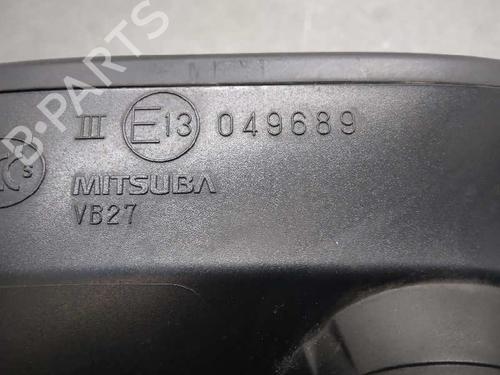 B-PARTS
III E13 049689
S
MITSUBA
VB27